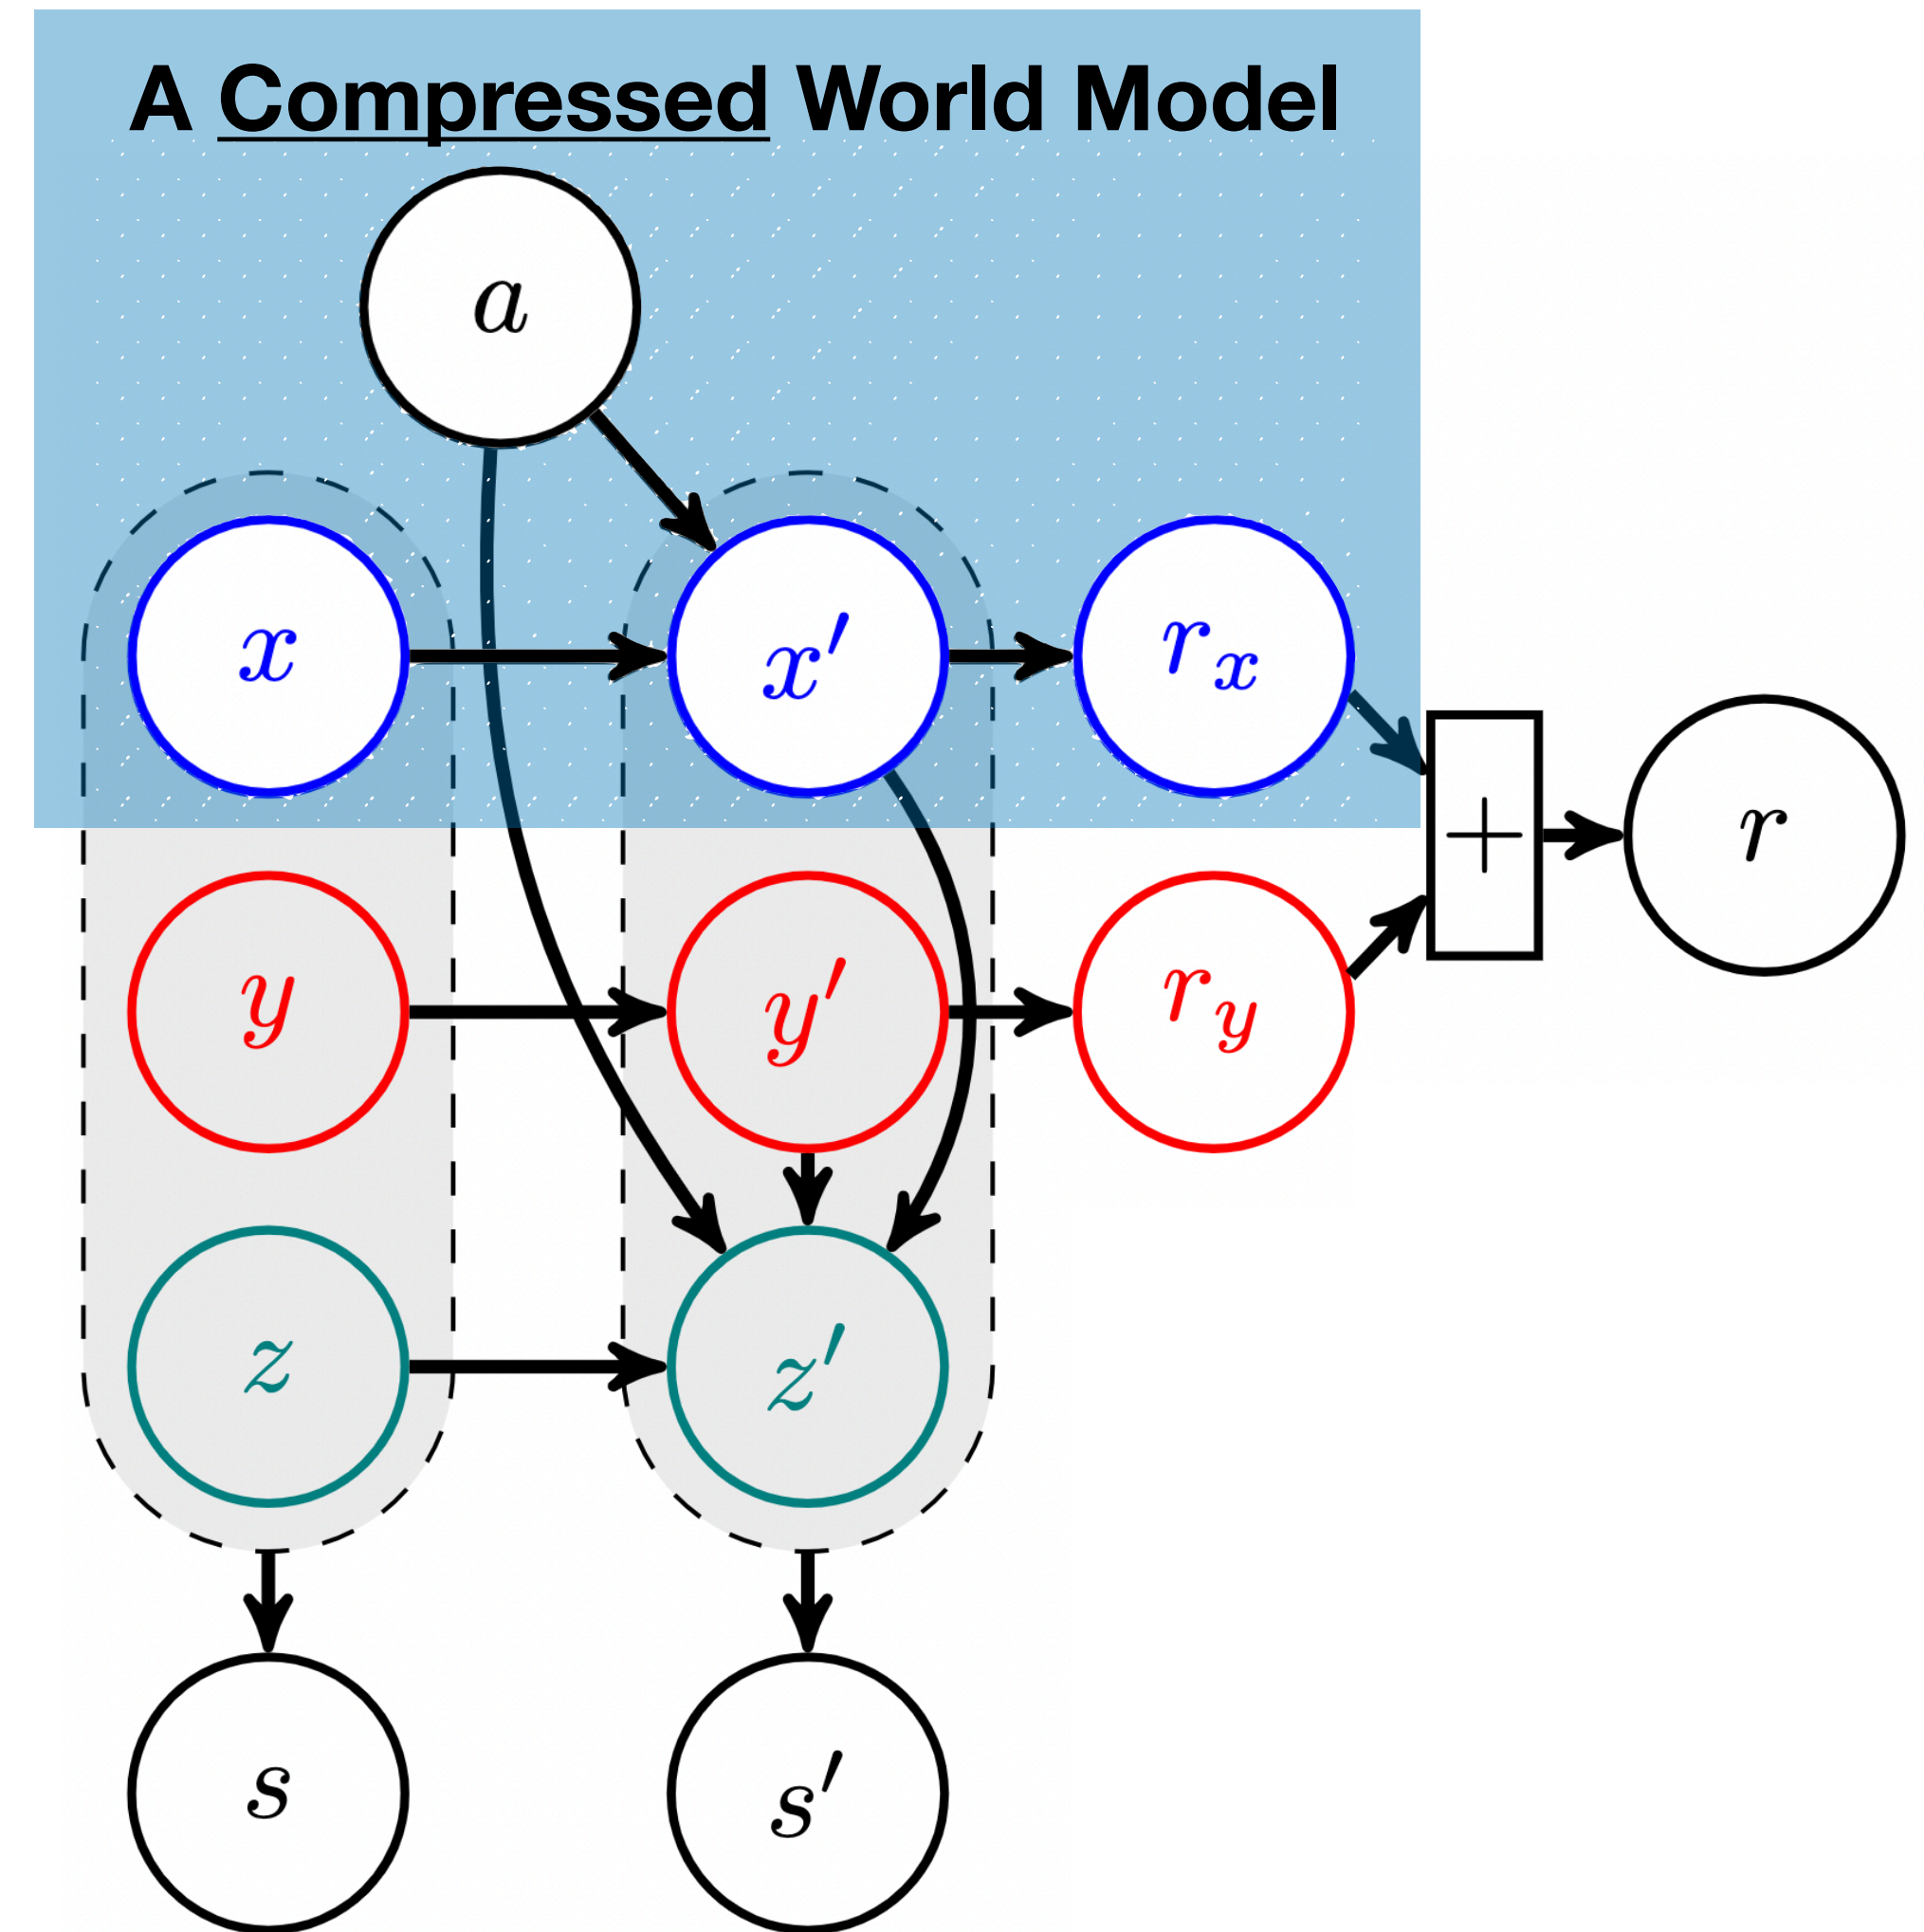 A Compressed World Model
a
x x′ r_x
+ r
y y′ r_y
z z′
s s′